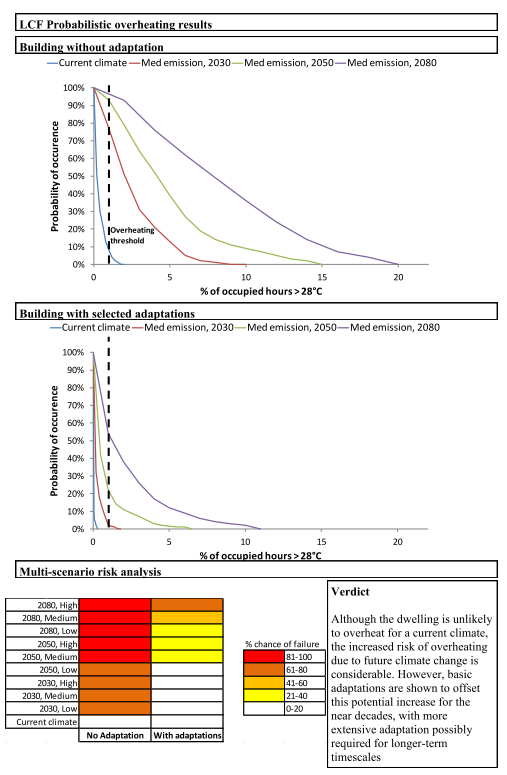 LCF Probabilistic overheating results
Building without adaptation
Current climate Med emission, 2030 Med emission, 2050 Med emission, 2080
Probability of occurence
100%
90%
80%
70%
60%
50%
40%
30%
20%
10%
0%
Overheating
threshold
0 5 10 15 20
% of occupied hours > 28°C
Building with selected adaptations
Current climate Med emission, 2030 Med emission, 2050 Med emission, 2080
Probability of occurence
100%
90%
80%
70%
60%
50%
40%
30%
20%
10%
0%
0 5 10 15 20
% of occupied hours > 28°C
Multi-scenario risk analysis
2080, High
2080, Medium
2080, Low
2050, High
2050, Medium
2050, Low
2030, High
2030, Medium
2030, Low
Current climate
No Adaptation With adaptations
% chance of failure
81-100
61-80
41-60
21-40
0-20
Verdict
Although the dwelling is unlikely
to overheat for a current climate,
the increased risk of overheating
due to future climate change is
considerable. However, basic
adaptations are shown to offset
this potential increase for the
near decades, with more
extensive adaptation possibly
required for longer-term
timescales